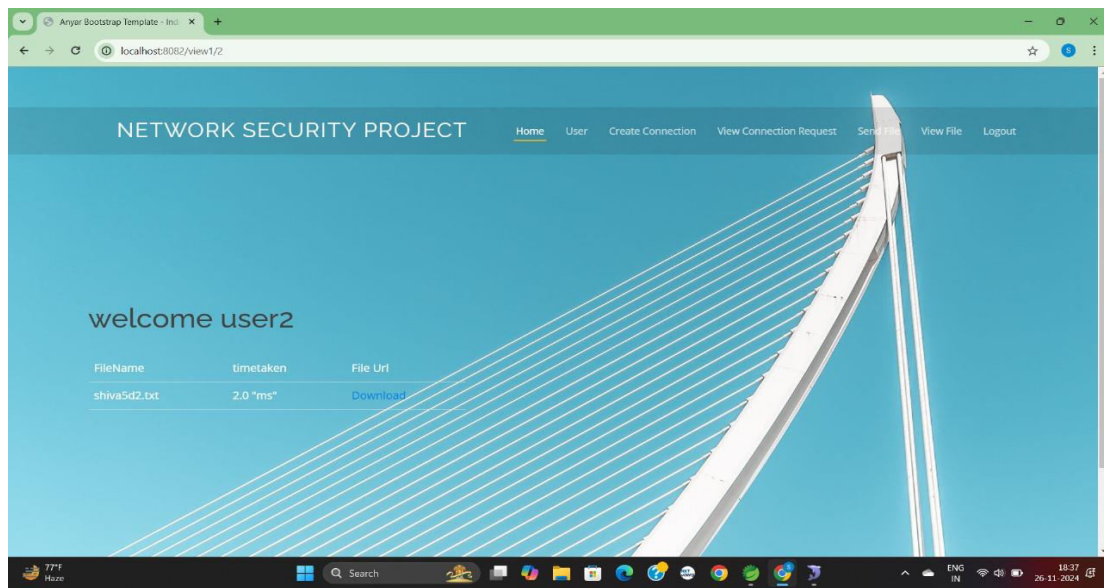 Anyar Bootstrap Template - Ind
localhost:8082/view1/2
S
NETWORK SECURITY PROJECT
Home User Create Connection View Connection Request Send File View File Logout
welcome user2
FileName timetaken File Url
shiva5d2.txt 2.0 "ms" Download
77°F
Haze
Search
ENG
IN
18:37
26-11-2024